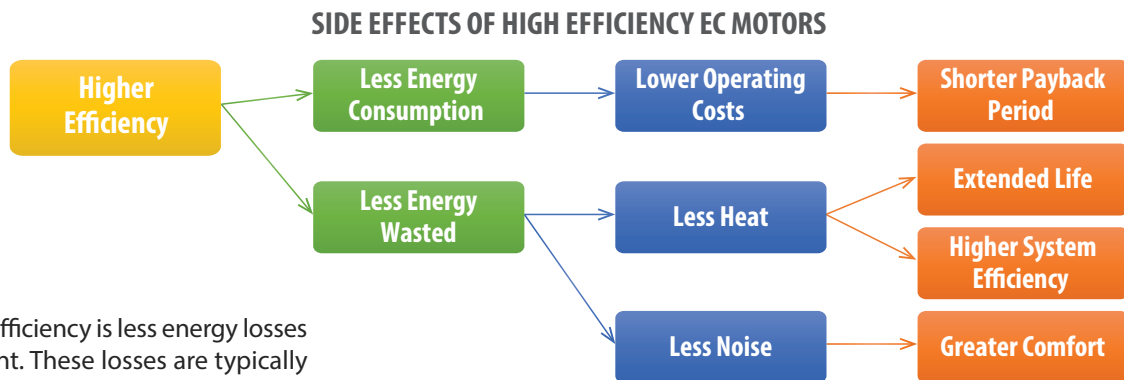 SIDE EFFECTS OF HIGH EFFICIENCY EC MOTORS
Higher
Efficiency
Less Energy
Consumption
Lower Operating
Costs
Shorter Payback
Period
Less Energy
Wasted
Less Heat
Extended Life
Higher System
Efficiency
Less Noise
Greater Comfort
fficiency is less energy losses
nt. These losses are typically